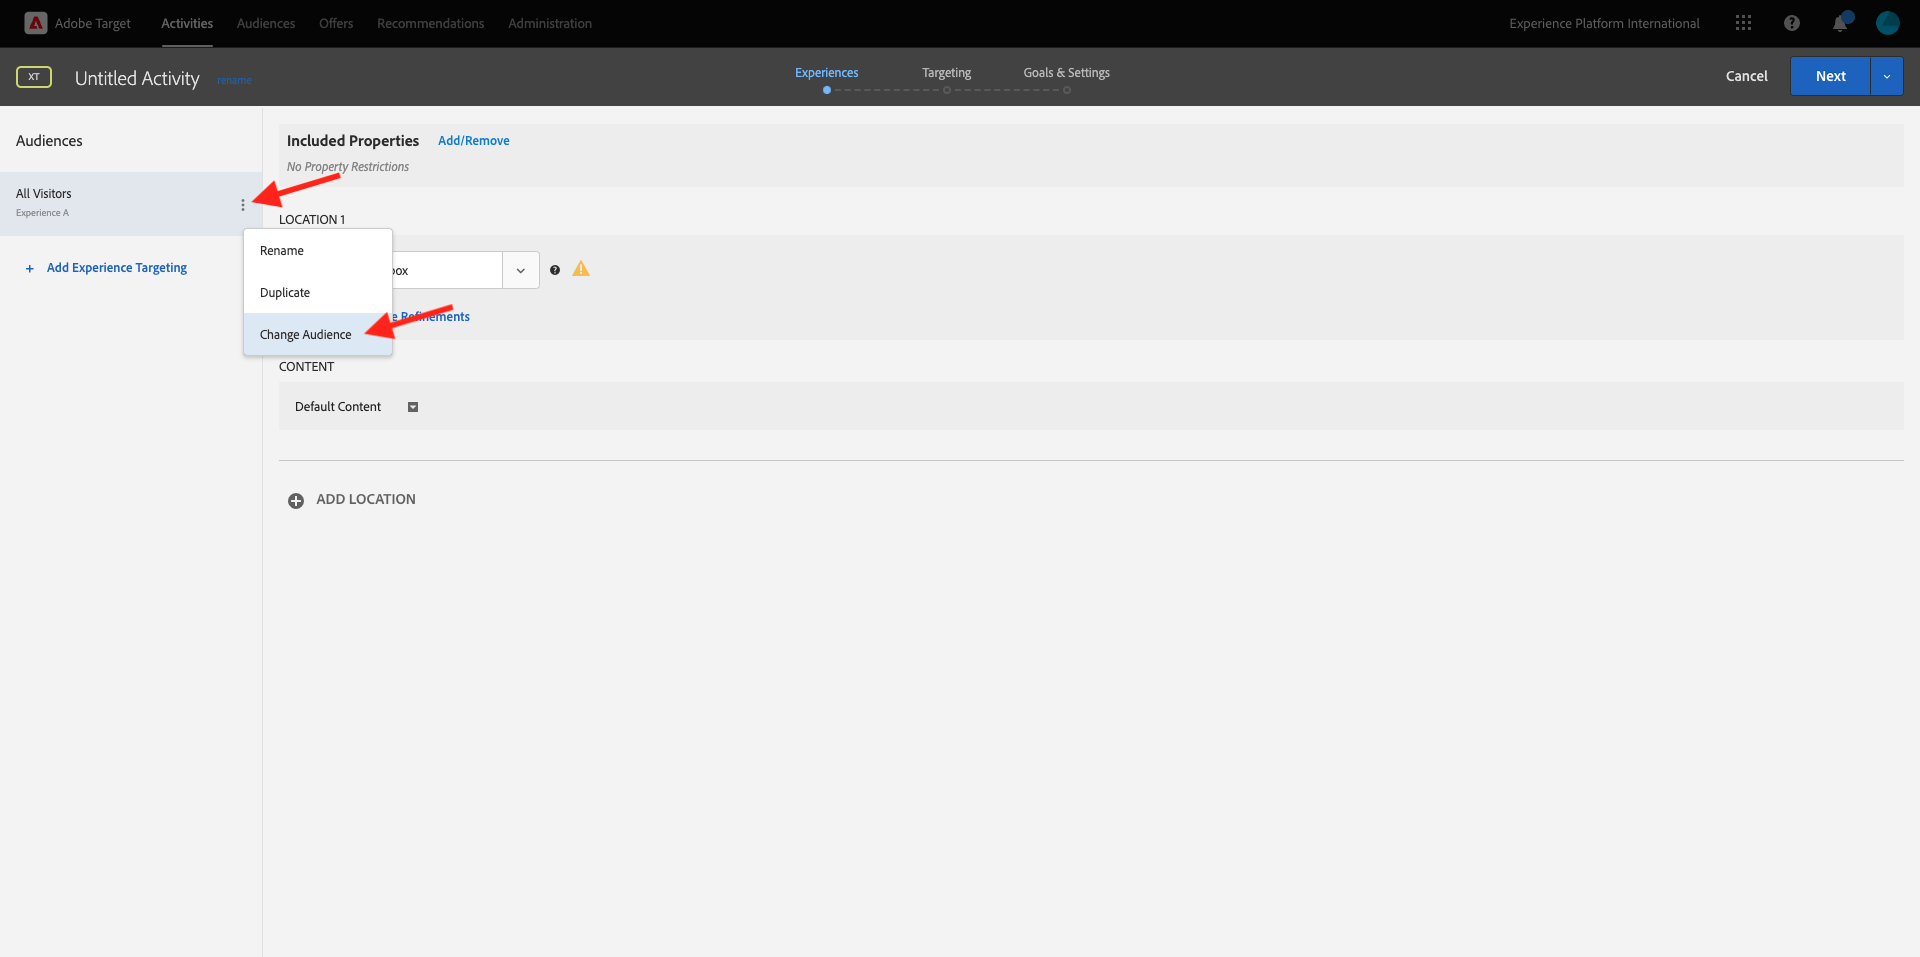 Adobe Target Activities Audiences Offers Recommendations Administration Experience Platform International
XT Untitled Activity rename
Experiences Targeting Goals & Settings
Cancel Next
Audiences
Included Properties Add/Remove
No Property Restrictions
All Visitors
Experience A
LOCATION 1
Rename
Add Experience Targeting
Duplicate
Refinements
Change Audience
CONTENT
Default Content
ADD LOCATION